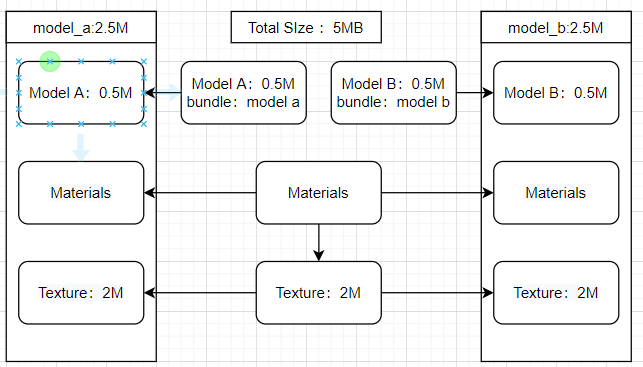 model_a:2.5M
Total SIze：5MB
model_b:2.5M
Model A：0.5M
Model A：0.5M
bundle：model a
Model B：0.5M
bundle：model b
Model B：0.5M
Materials
Materials
Materials
Texture：2M
Texture：2M
Texture：2M